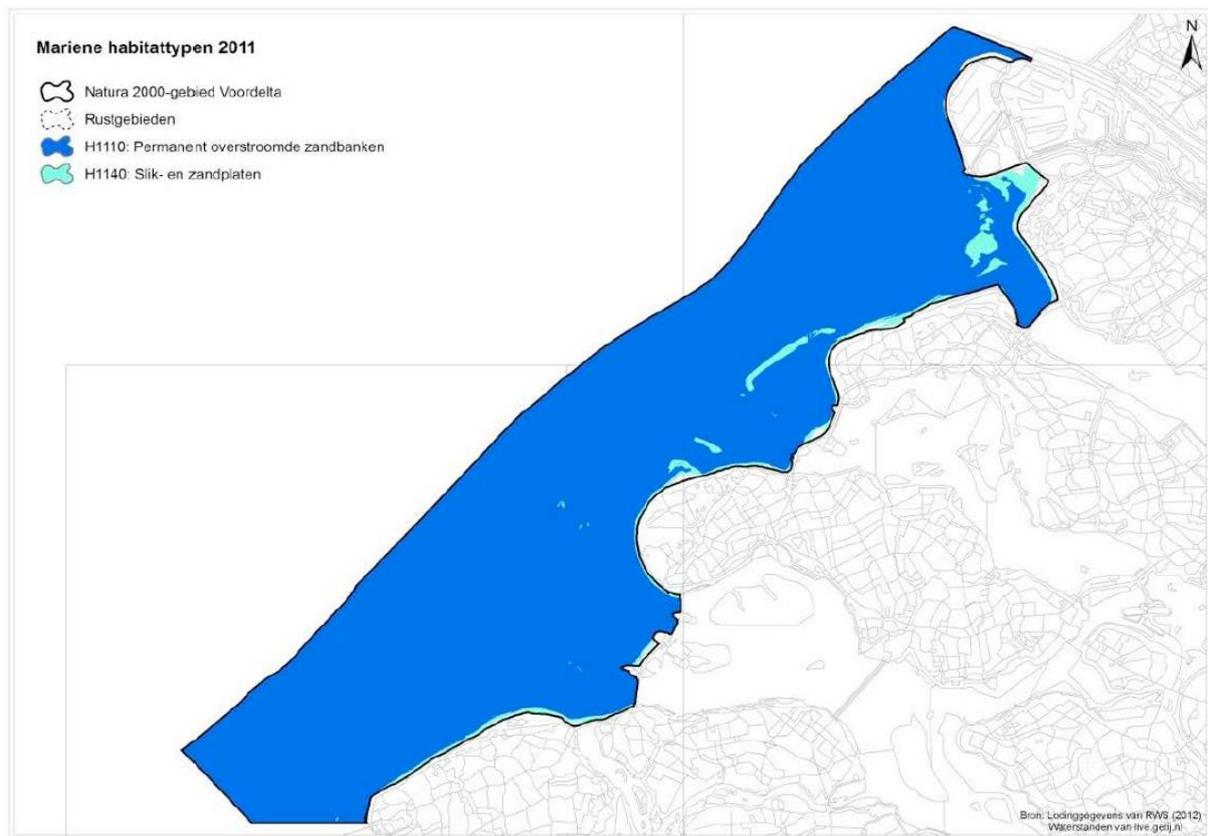 Mariene habitattypen 2011
N
Natura 2000-gebied Voordelta
Rustgebieden
H1110: Permanent overstroomde zandbanken
H1140: Slik- en zandplaten
Bron: Lodinggegevens van RWS (2012)
Waterstanden van live.getij.nl